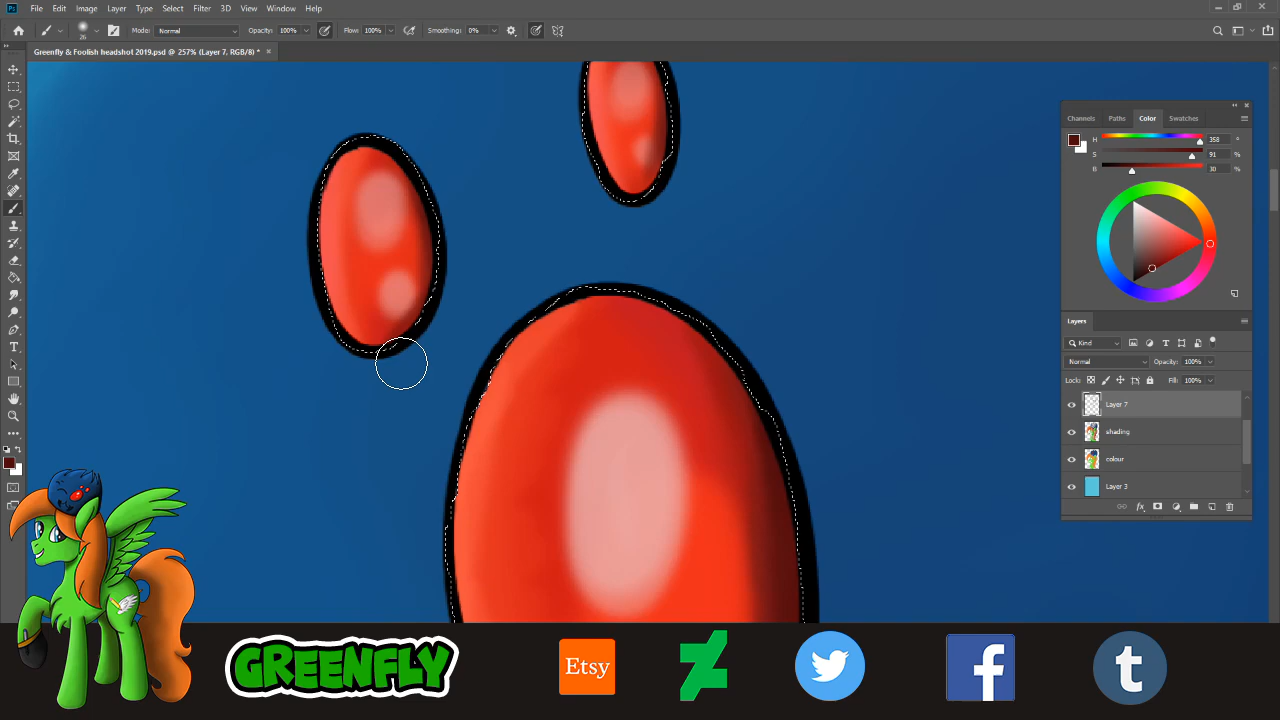 File Edit Image Layer Type Select Filter 3D View Window Help
Mode: Normal Opacity: 100% Flow: 100% Smoothing: 0%
26
Greenfly & Foolish headshot 2019.psd @ 257% (Layer 7, RGB/8) *
Channels Paths Color Swatches
H 358 °
S 91 %
B 30 %
Layers
Kind
Normal Opacity: 100%
Lock: Fill: 100%
Layer 7
shading
colour
Layer 3
fx
GREENFLY
Etsy